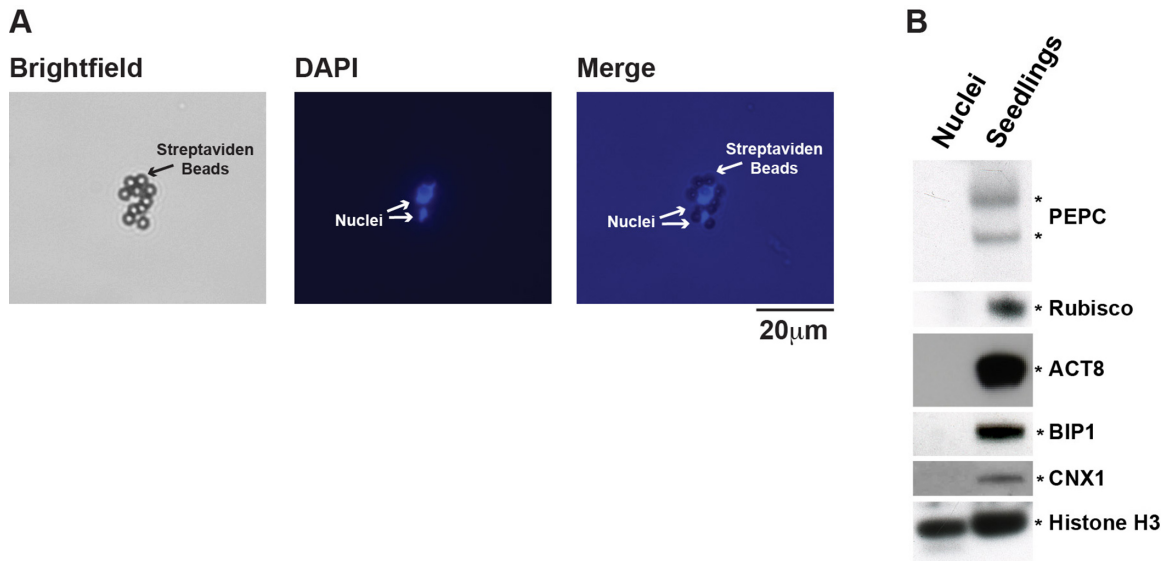 A
Brightfield
DAPI
Merge
Streptaviden
Beads
Nuclei
Streptaviden
Beads
Nuclei
20μm
B
Nuclei
Seedlings
*
* PEPC
* Rubisco
* ACT8
* BIP1
* CNX1
* Histone H3